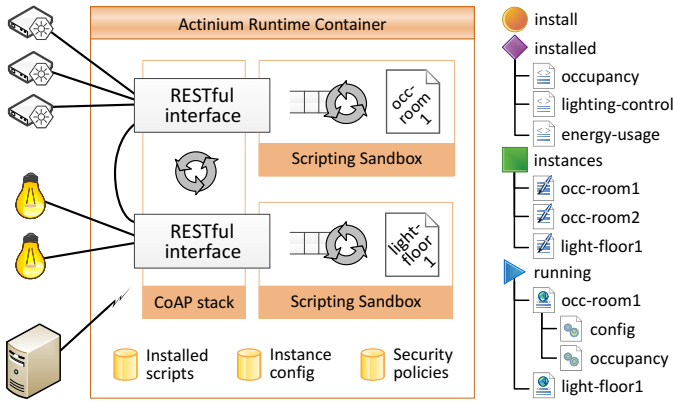 Actinium Runtime Container
RESTful
interface
occ-
room
1
Scripting Sandbox
RESTful
interface
light-
floor
1
CoAP stack
Scripting Sandbox
Installed
scripts
Instance
config
Security
policies
install
installed
occupancy
lighting-control
energy-usage
instances
occ-room1
occ-room2
light-floor1
running
occ-room1
config
occupancy
light-floor1